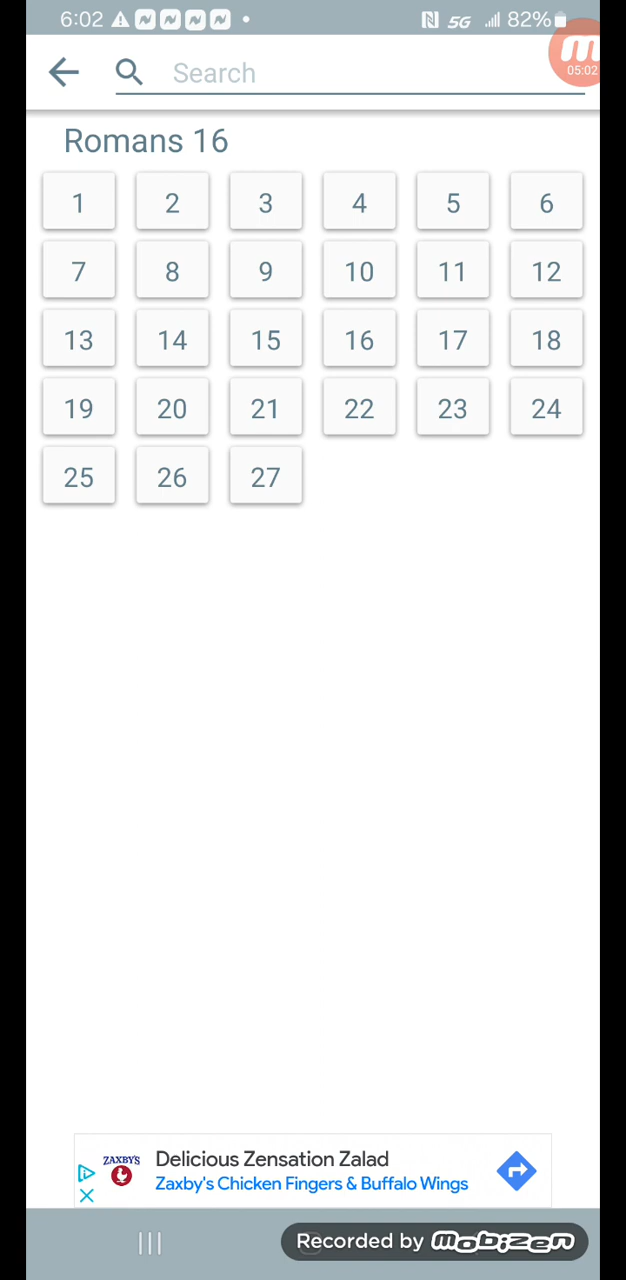 6:02 5G 82%
Search
05:02
Romans 16
1 2 3 4 5 6
7 8 9 10 11 12
13 14 15 16 17 18
19 20 21 22 23 24
25 26 27
Delicious Zensation Zalad
ZAXBY'S
Zaxby's Chicken Fingers & Buffalo Wings
Recorded by mobizen